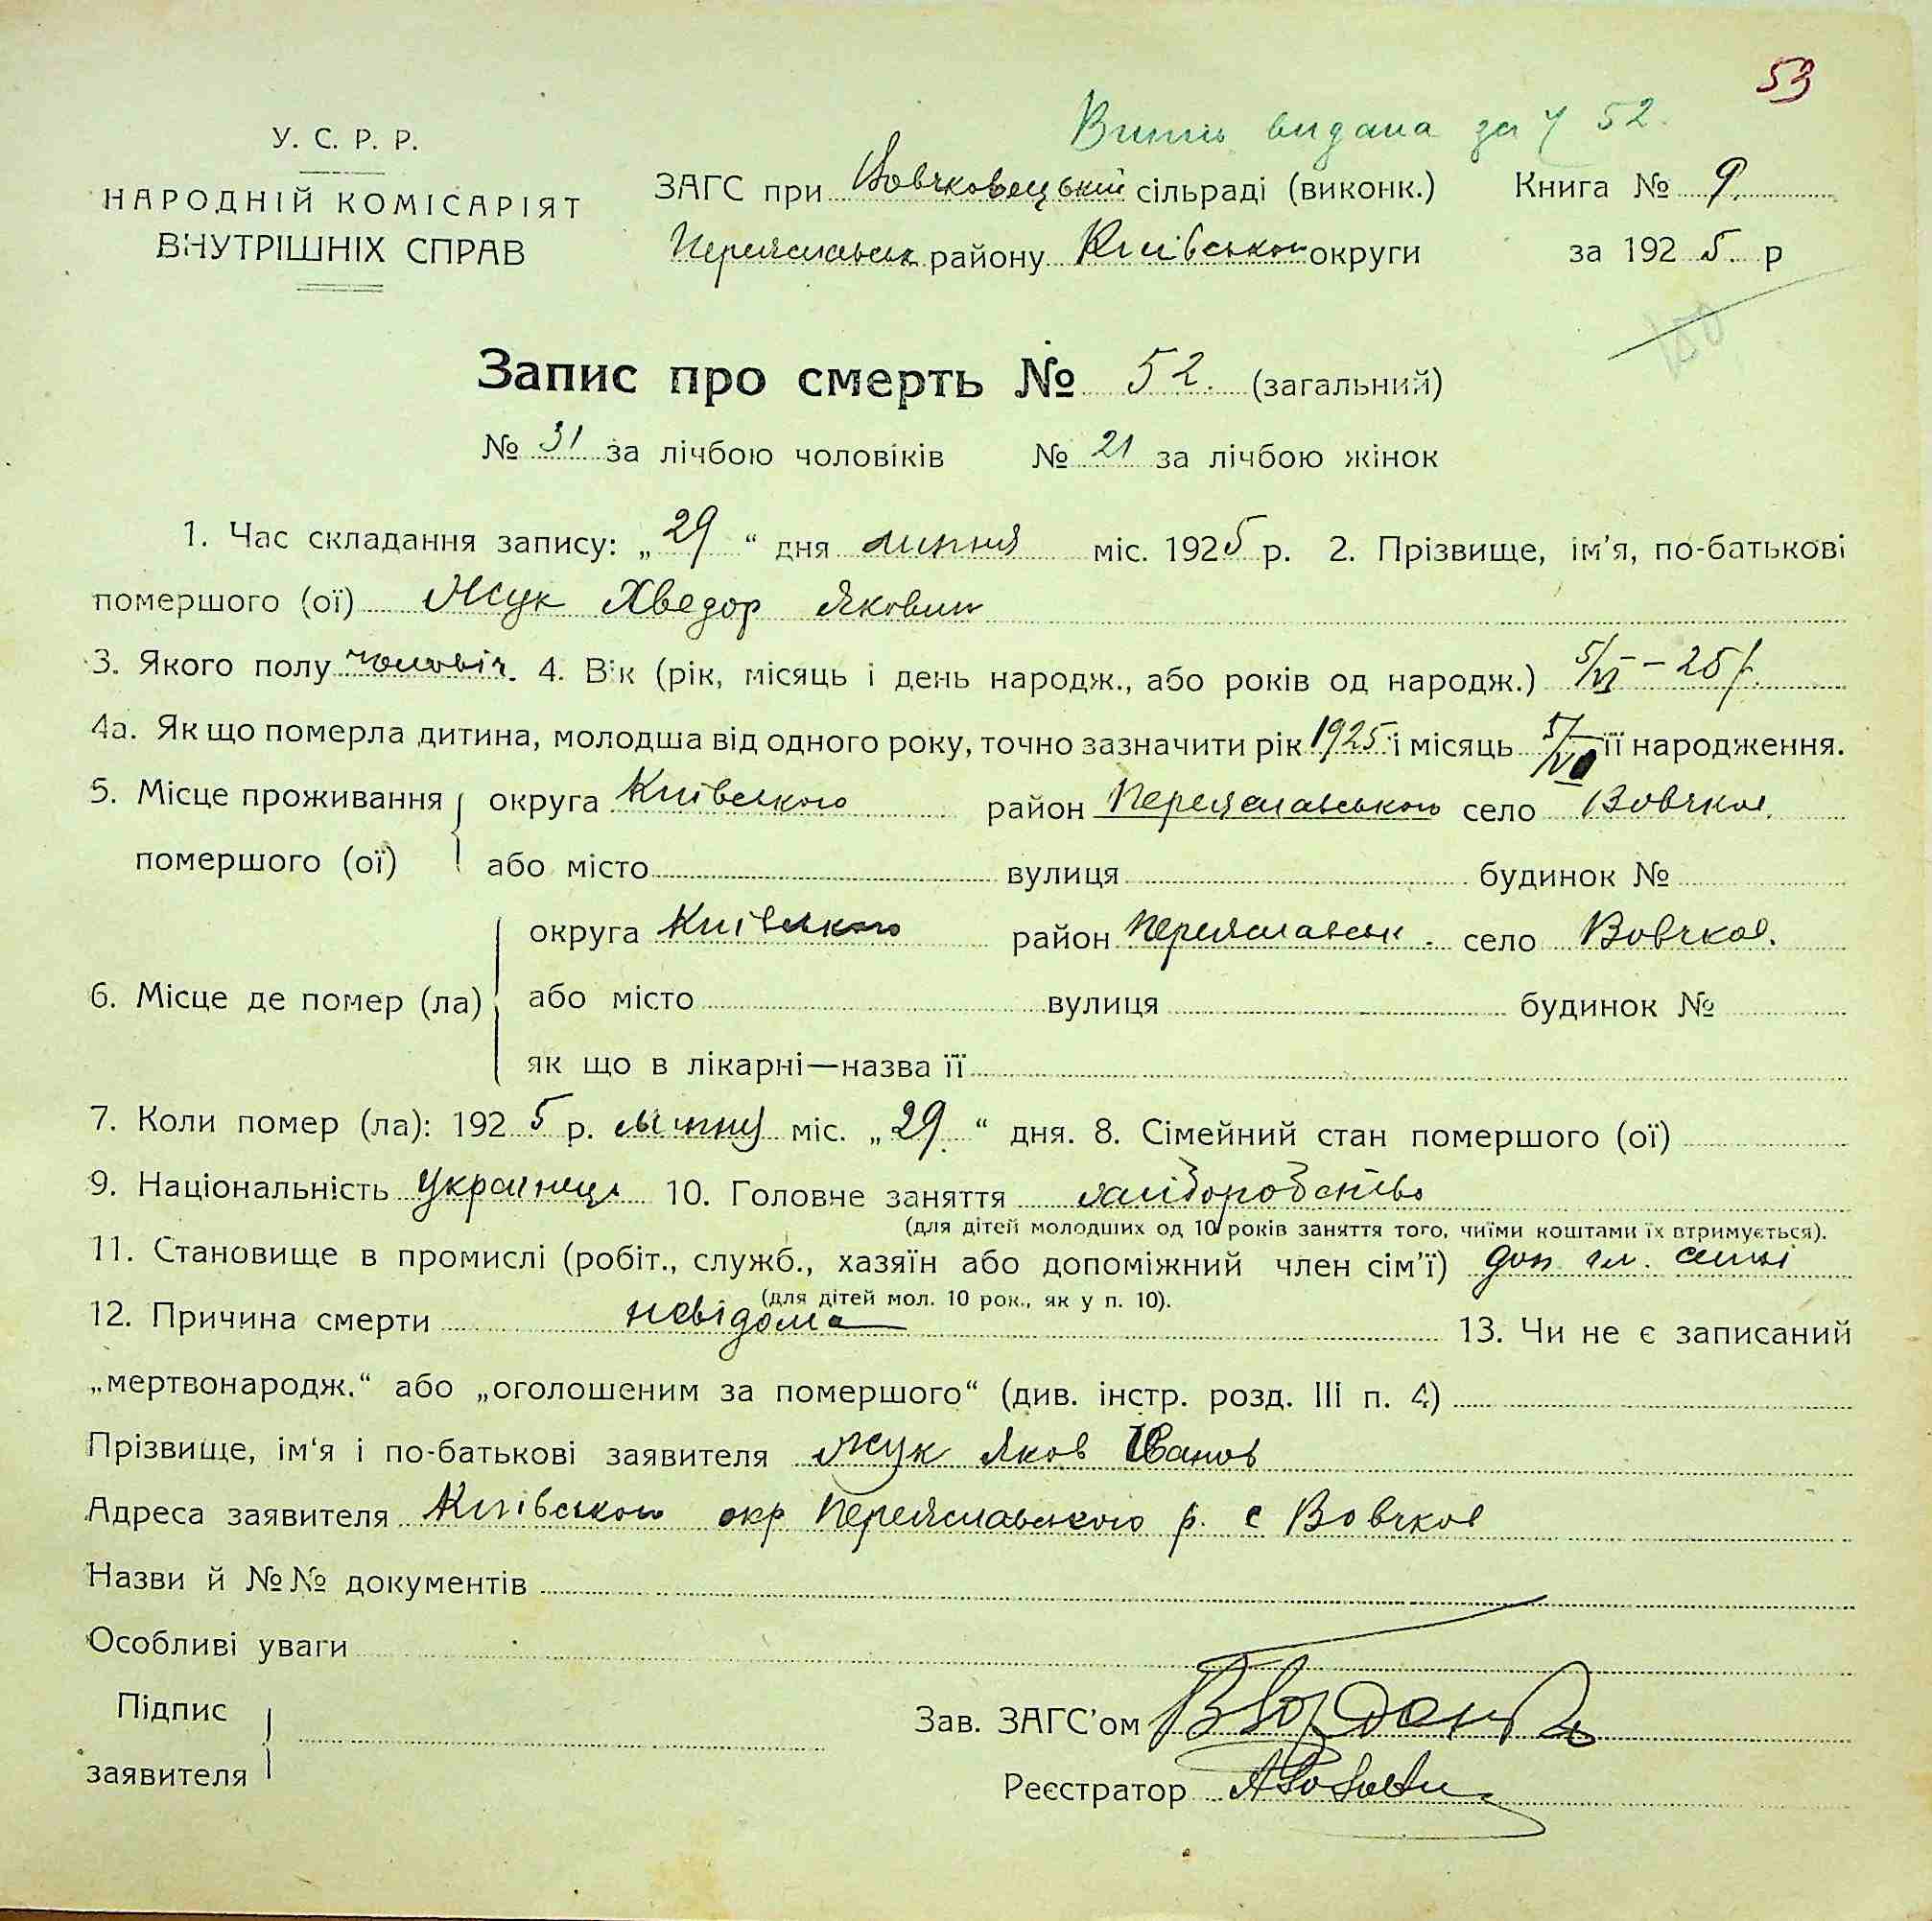 53
видана за № 52.
У. С. Р. Р.
НАРОДНІЙ КОМІСАРІЯТ
ВНУТРІШНІХ СПРАВ
ЗАГС при Вовчковецькій сільраді (виконк.) Книга № 9.
Переяславськ району Київської округи за 1925. р
150
Запис про смерть № 52. (загальний)
№ 31 за лічбою чоловіків № 21 за лічбою жінок
1. Час складання запису: „29“ дня липня міс. 1925 р. 2. Прізвище, ім'я, по-батькові
помершого (ої) Жук Хведор Якович
3. Якого полу чоловіч. 4. Вік (рік, місяць і день народж., або років од народж.) 5/VI – 25 р.
4а. Як що померла дитина, молодша від одного року, точно зазначити рік 1925 і місяць 5/VI її народження.
5. Місце проживання округа Київського район Переяславського село Вовчков.
помершого (ої) або місто вулиця будинок №
округа Київського район Переяславськ. село Вовчков.
6. Місце де помер (ла) або місто вулиця будинок №
як що в лікарні—назва її
7. Коли помер (ла): 1925 р. липня міс. „29.“ дня. 8. Сімейний стан помершого (ої)
9. Національність Украінець 10. Головне заняття
(для дітей молодших од 10 років заняття того, чиїми коштами їх втримується).
11. Становище в промислі (робіт., служб., хазяїн або допоміжний член сім'ї) доп. чл. сімї
(для дітей мол. 10 рок., як у п. 10).
12. Причина смерти невідома 13. Чи не є записаний
„мертвонародж.“ або „оголошеним за помершого“ (див. інстр. розд. III п. 4)
Прізвище, ім'я і по-батькові заявителя Жук Яков Іванов
Адреса заявителя Київського окр Переяславського р. с Вовчков
Назви й №№ документів
Особливі уваги
Підпис
заявителя
Зав. ЗАГС'ом
Реєстратор